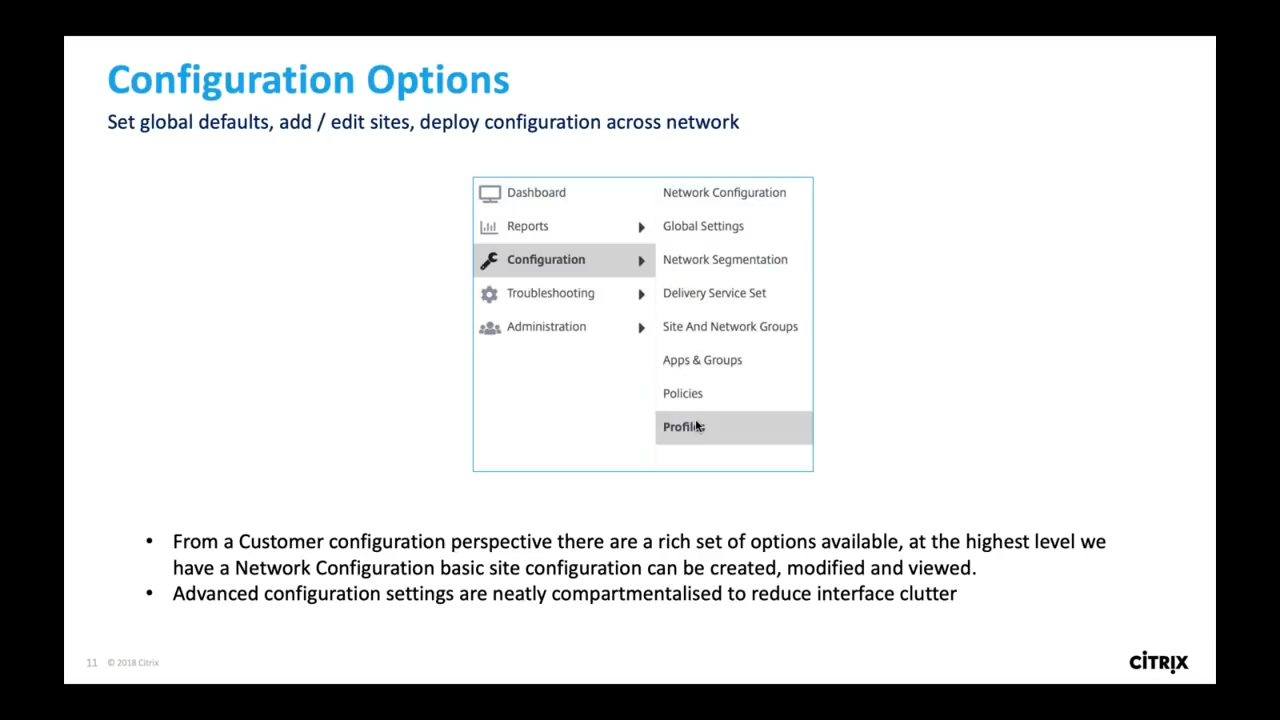 Configuration Options
Set global defaults, add / edit sites, deploy configuration across network
Dashboard
Reports
Configuration
Troubleshooting
Administration
Network Configuration
Global Settings
Network Segmentation
Delivery Service Set
Site And Network Groups
Apps & Groups
Policies
Profiles
• From a Customer configuration perspective there are a rich set of options available, at the highest level we
have a Network Configuration basic site configuration can be created, modified and viewed.
• Advanced configuration settings are neatly compartmentalised to reduce interface clutter
11 © 2018 Citrix
CİTRIX